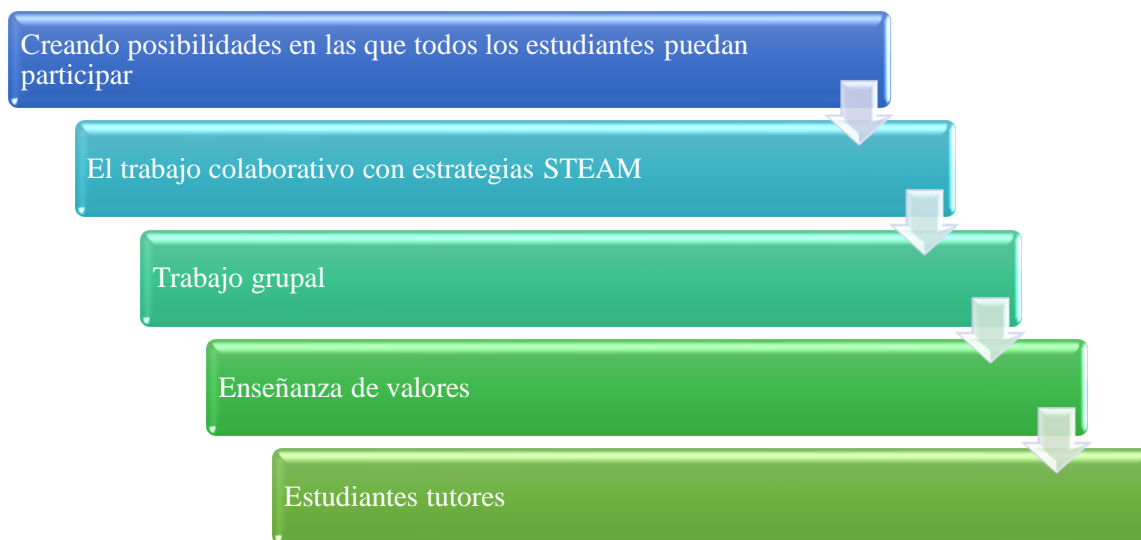 Creando posibilidades en las que todos los estudiantes puedan
participar
El trabajo colaborativo con estrategias STEAM
Trabajo grupal
Enseñanza de valores
Estudiantes tutores